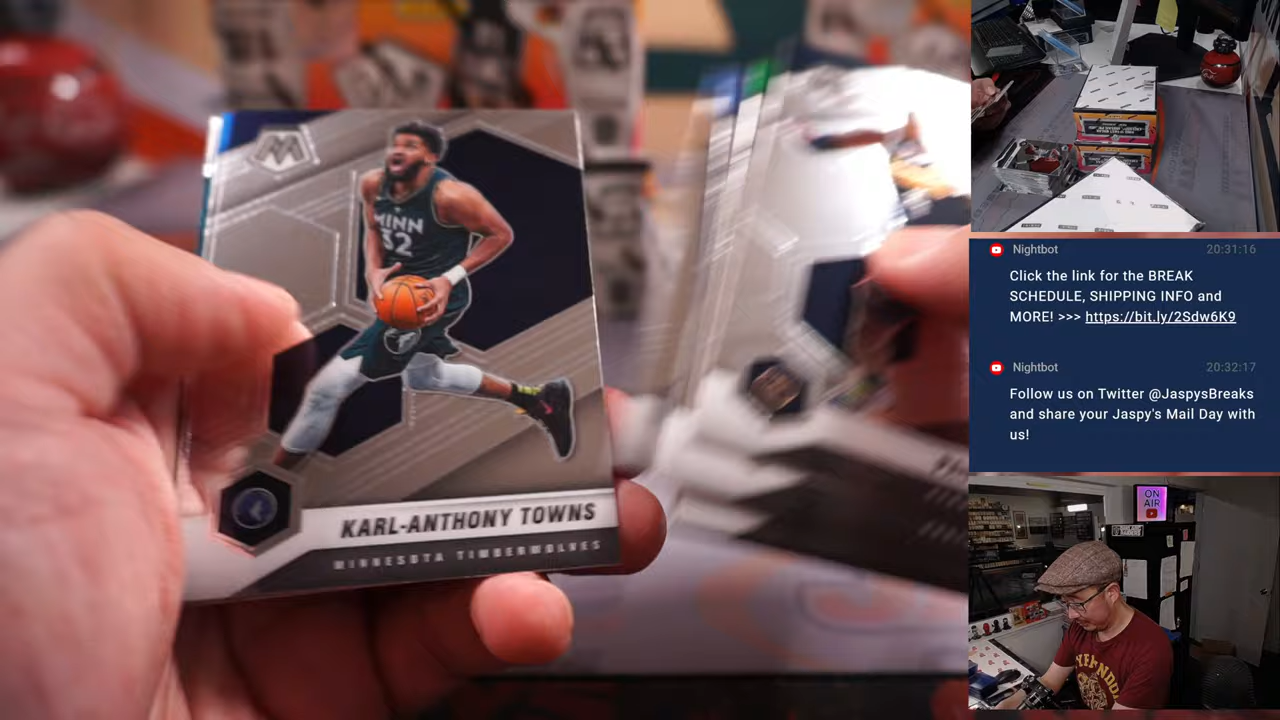 MINN
32
KARL-ANTHONY TOWNS
MINNESOTA TIMBERWOLVES
Nightbot 20:31:16
Click the link for the BREAK
SCHEDULE, SHIPPING INFO and
MORE! >>> https://bit.ly/2Sdw6K9
Nightbot 20:32:17
Follow us on Twitter @JaspysBreaks
and share your Jaspy's Mail Day with
us!
ON
AIR